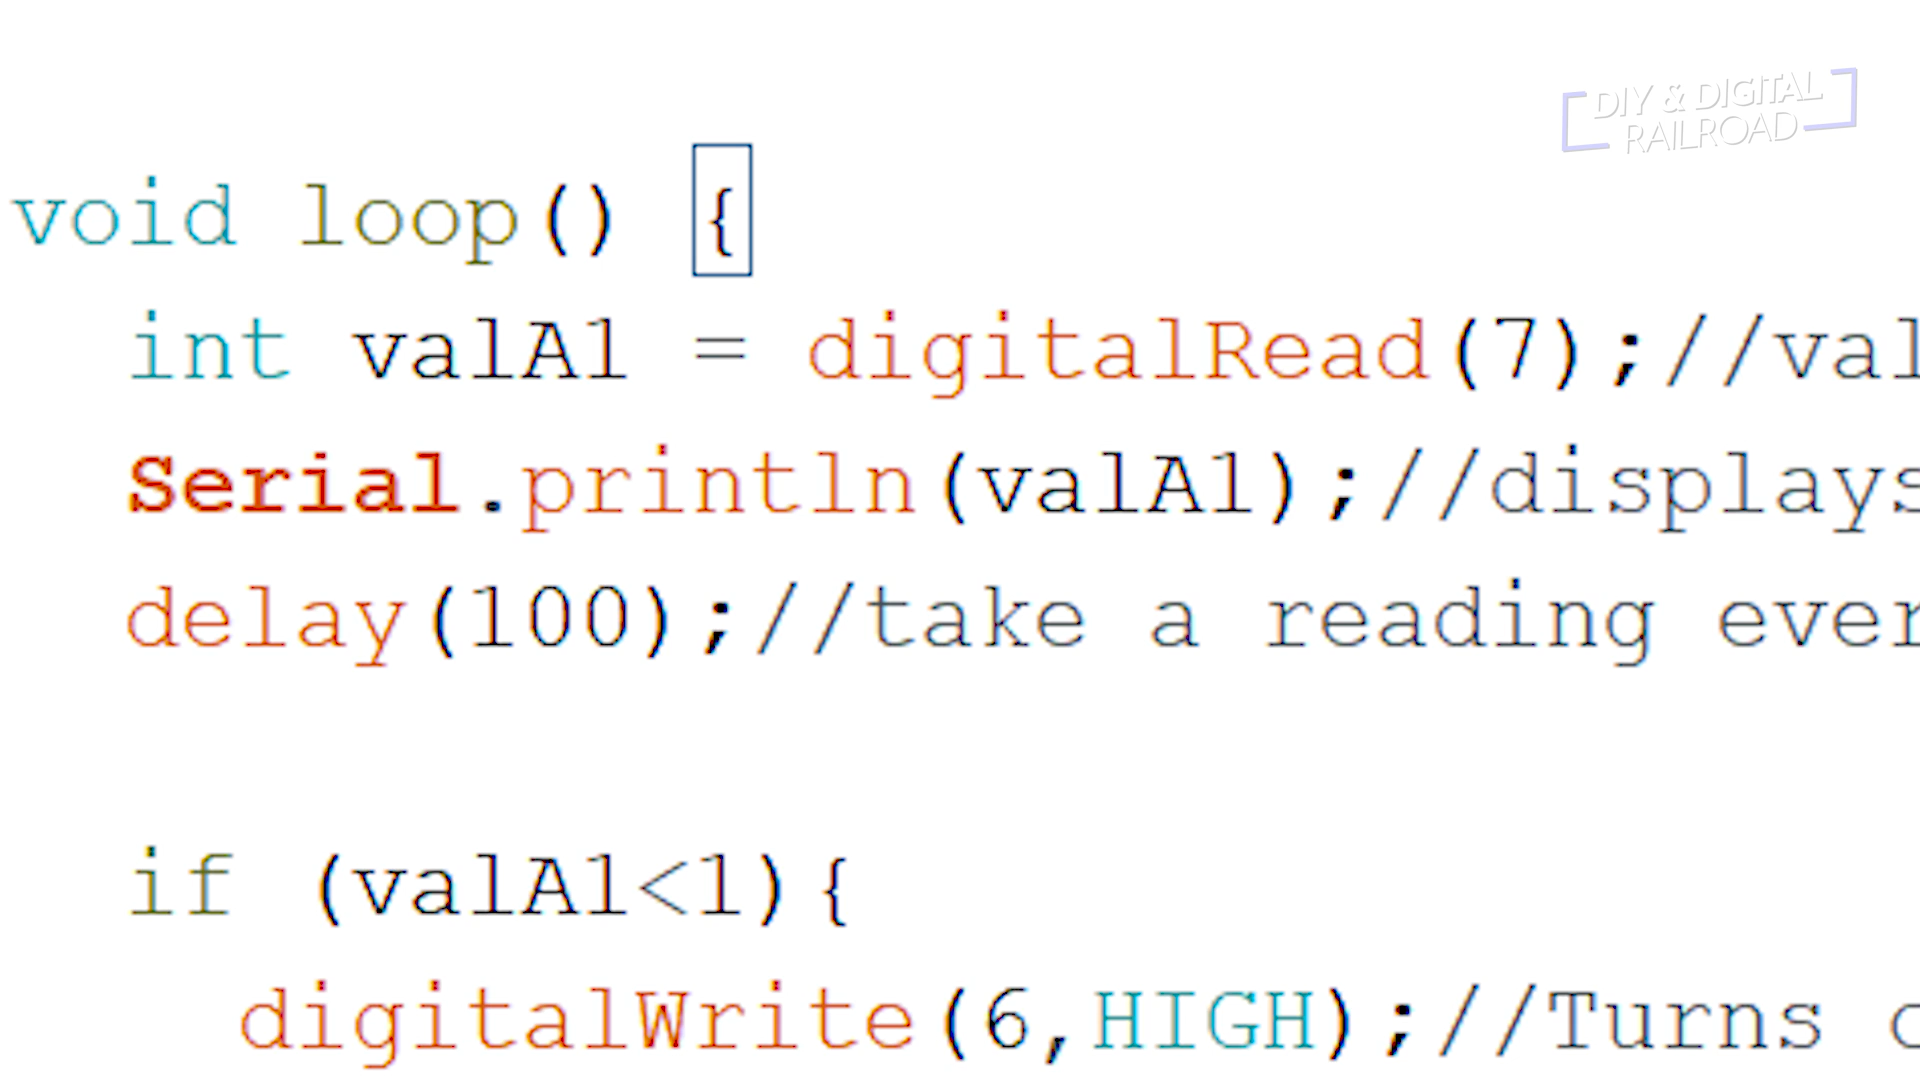 DIY & DIGITAL
RAILROAD
void loop() {
int valA1 = digitalRead(7);//val
Serial.println(valA1);//displays
delay(100);//take a reading ever
if (valA1<1){
digitalWrite(6,HIGH);//Turns